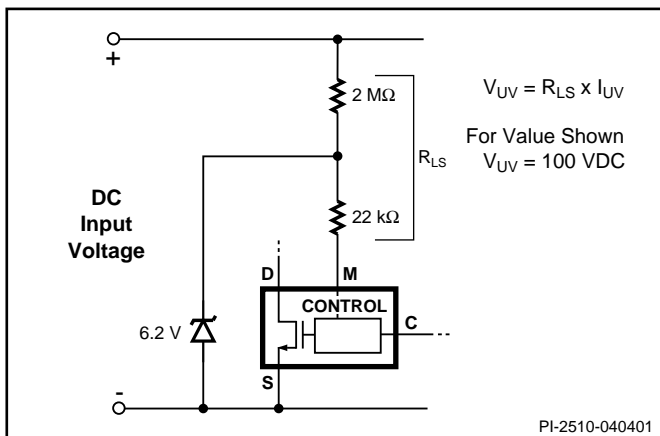 +
2 MΩ
V_UV = R_LS x I_UV
For Value Shown
V_UV = 100 VDC
R_LS
DC
Input
Voltage
22 kΩ
D
M
CONTROL
C
6.2 V
S
-
PI-2510-040401